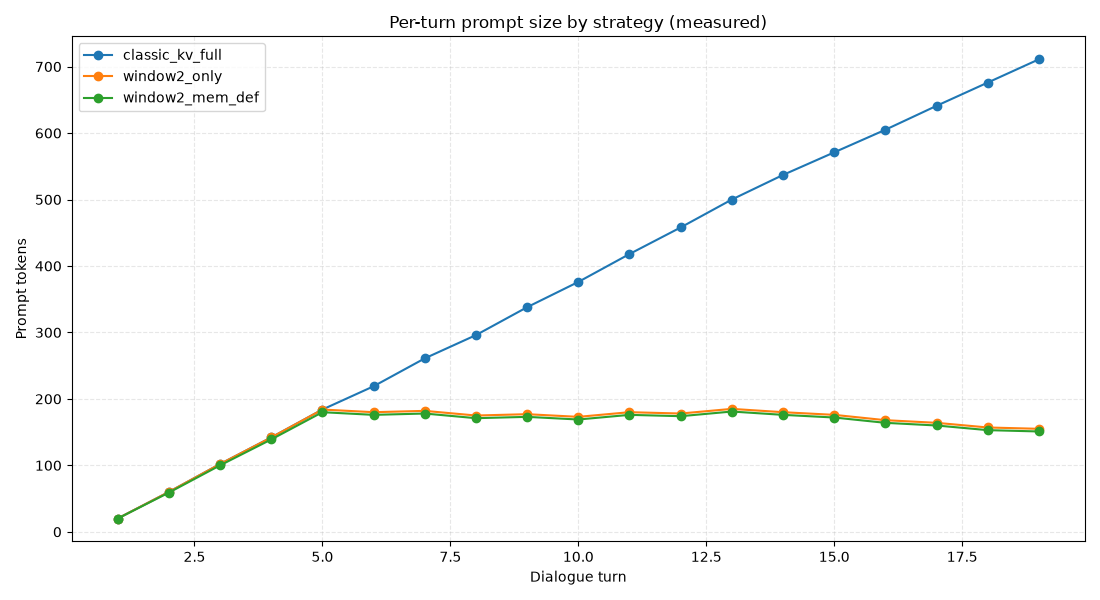 Per-turn prompt size by strategy (measured)
classic_kv_full
window2_only
window2_mem_def
Prompt tokens
700
600
500
400
300
200
100
0
2.5
5.0
7.5
10.0
12.5
15.0
17.5
Dialogue turn